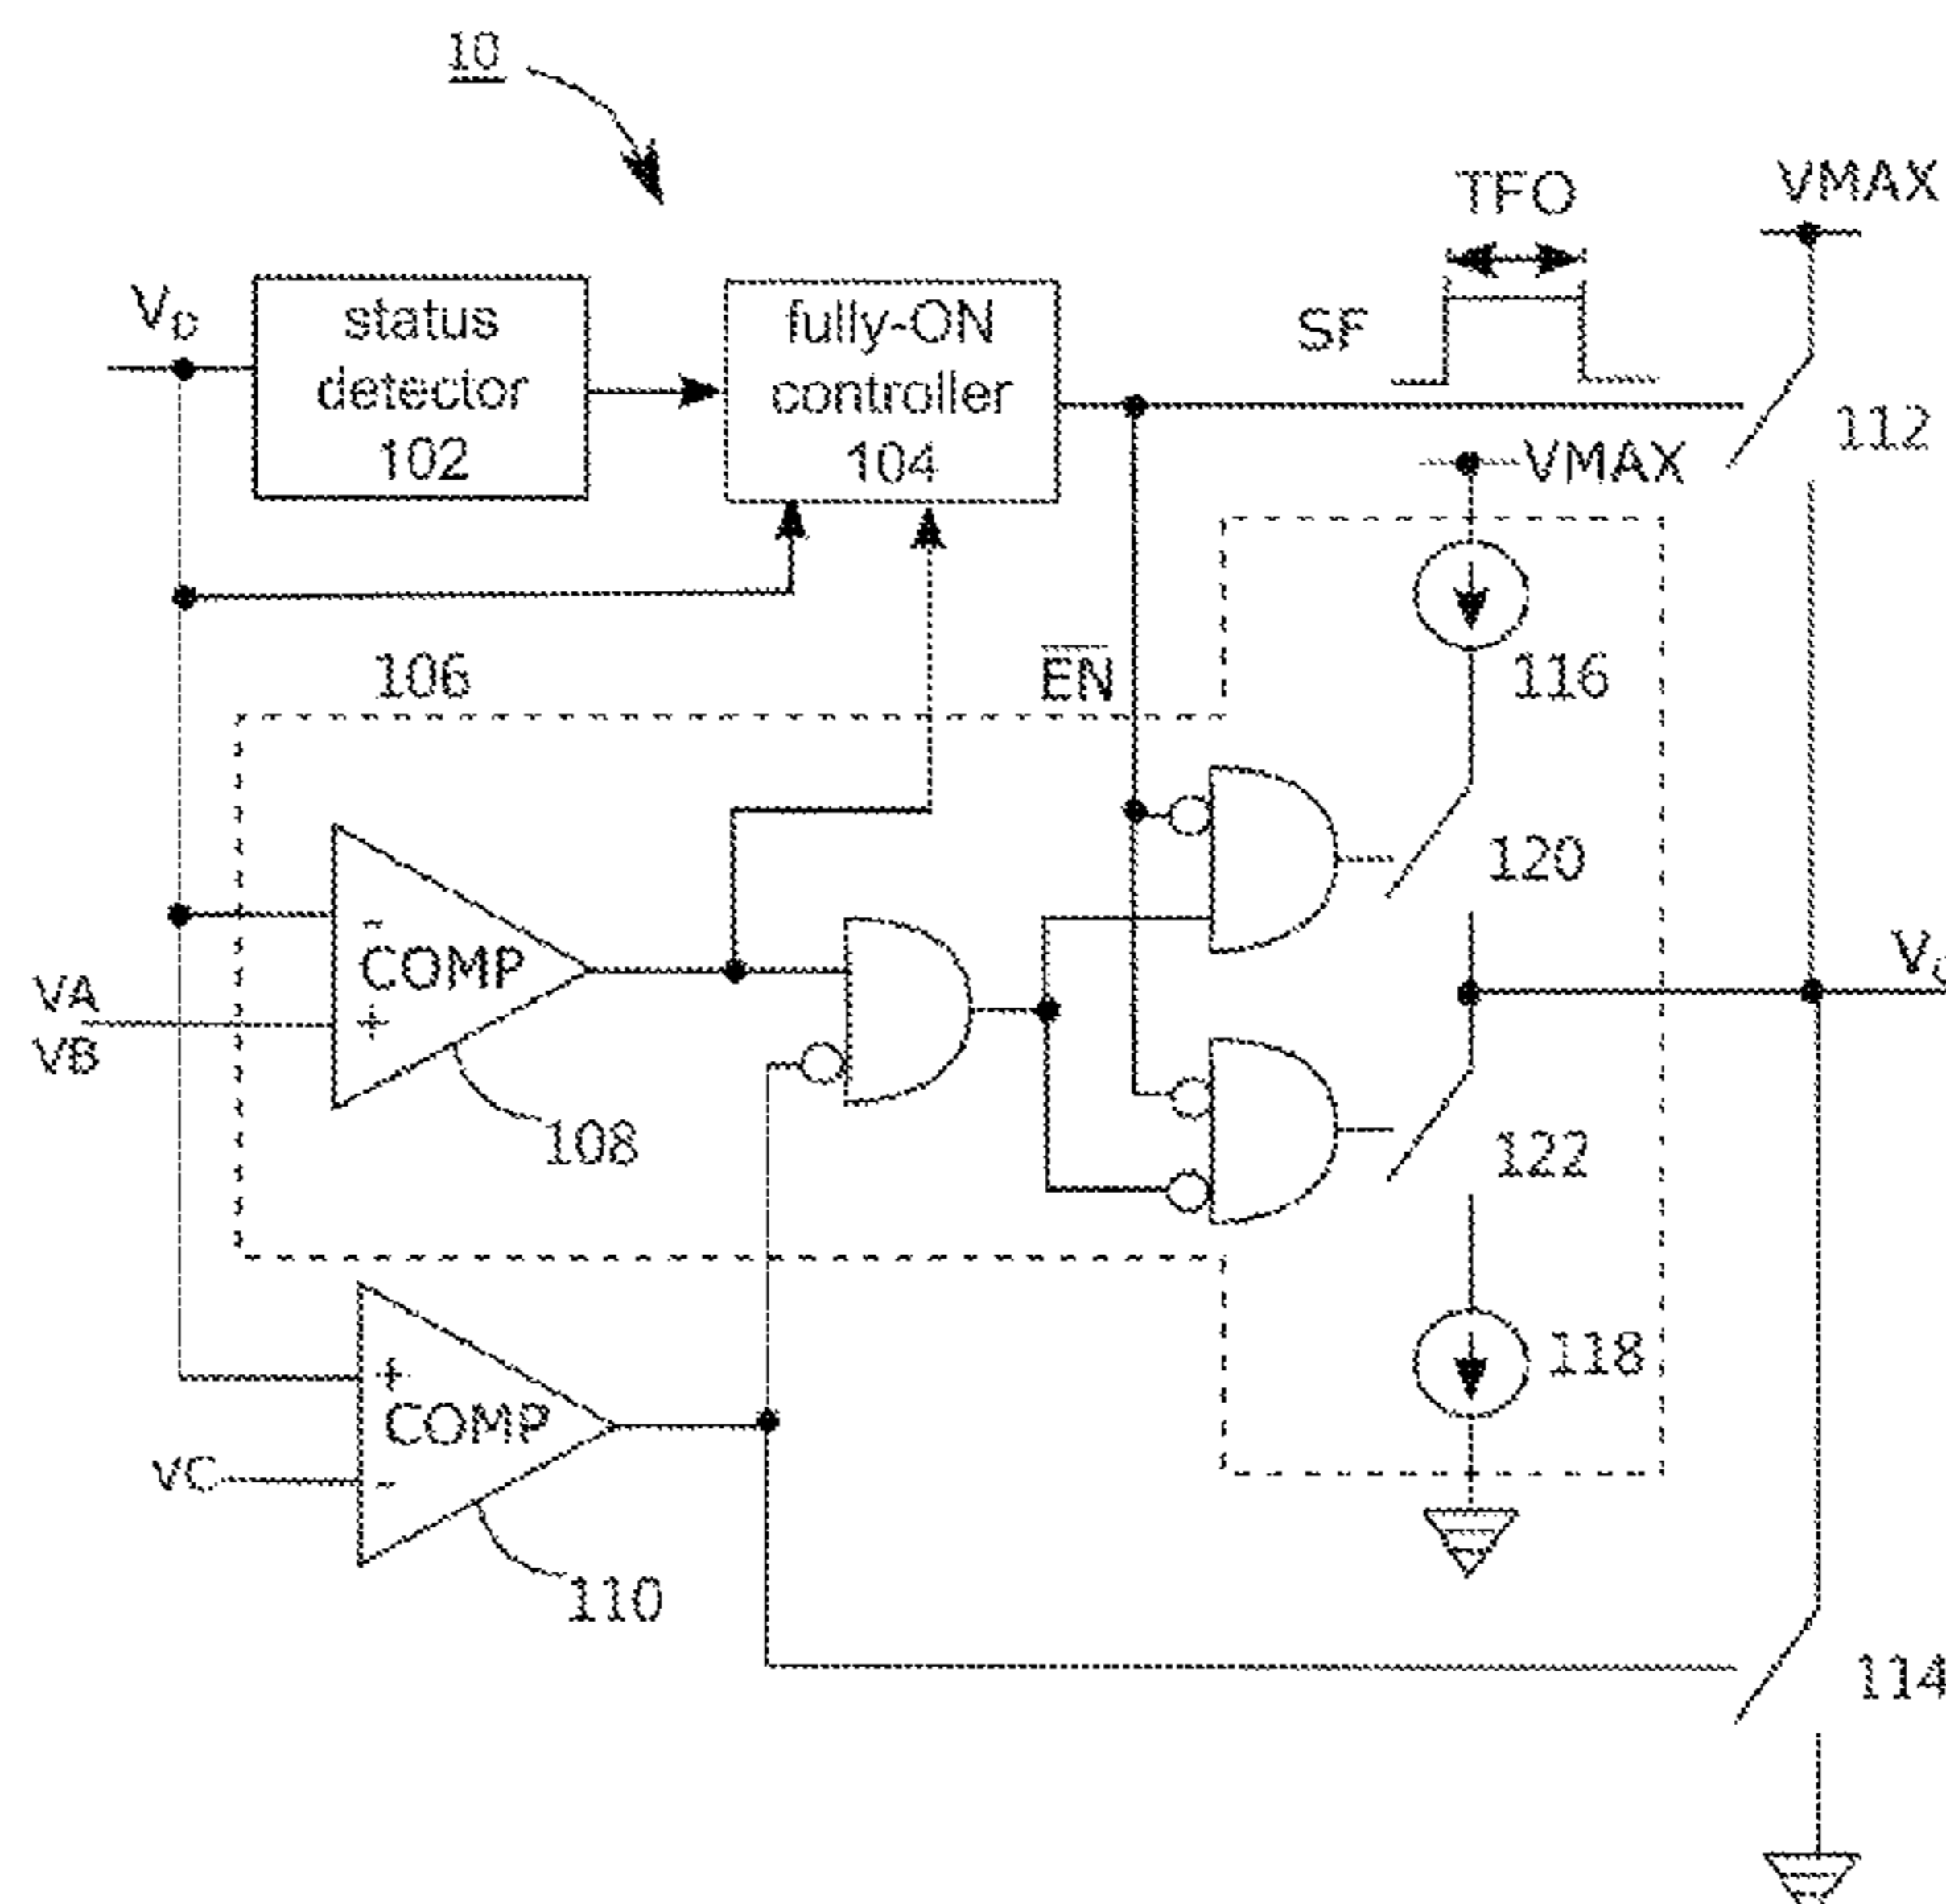 10
TFO
VMAX
VD
status
detector
102
fully-ON
controller
104
SF
112
VMAX
106
EN
116
120
- COMP
+
VA
VB
108
122
+ COMP
-
VC
118
110
114